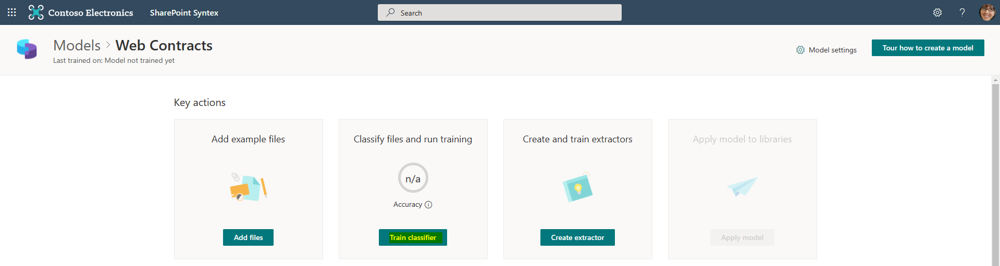 Contoso Electronics SharePoint Syntex Search ?
Models > Web Contracts
Last trained on: Model not trained yet
Model settings
Tour how to create a model
Key actions
Add example files
Add files
Classify files and run training
n/a
Accuracy
Train classifier
Create and train extractors
Create extractor
Apply model to libraries
Apply model